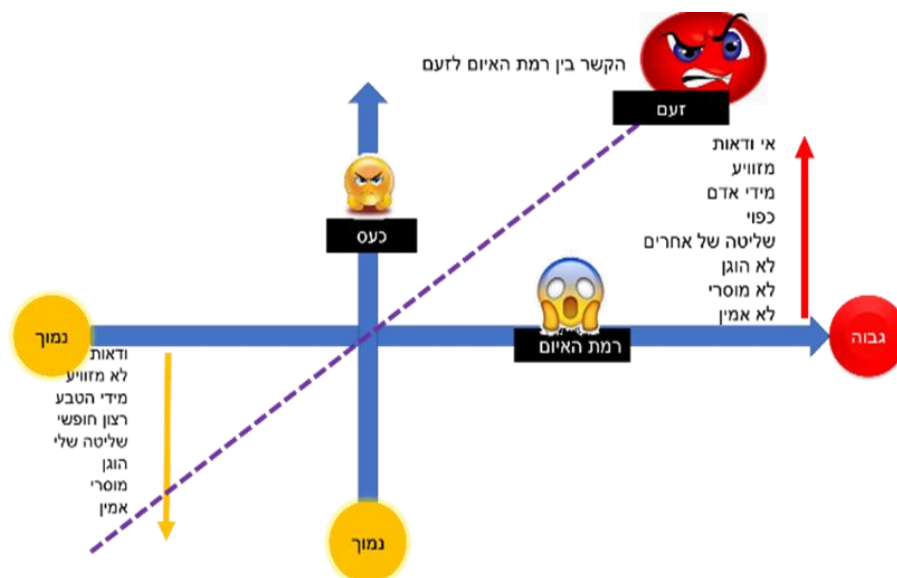 הקשר בין רמת האיום לזעם
זעם
אי ודאות
מזוויע
מידי אדם
כפוי
שליטה של אחרים
לא הוגן
לא מוסרי
לא אמין
כעס
רמת האיום
גבוה
נמוך
ודאות
לא מזוויע
מידי הטבע
רצון חופשי
שליטה שלי
הוגן
מוסרי
אמין
נמוך